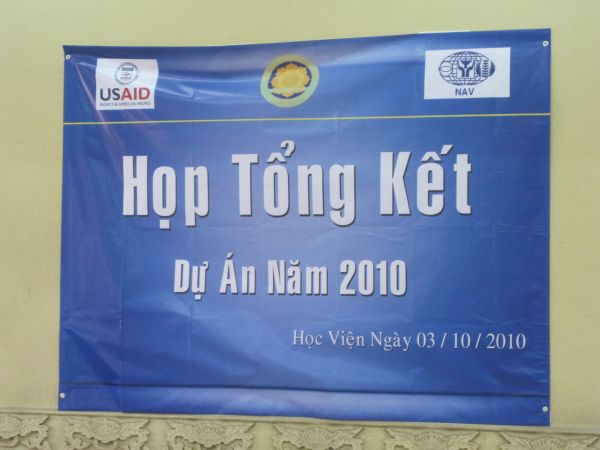 USAID
FROM THE AMERICAN PEOPLE
NAV
Họp Tổng Kết
Dự Án Năm 2010
Học Viện Ngày 03 / 10 / 2010